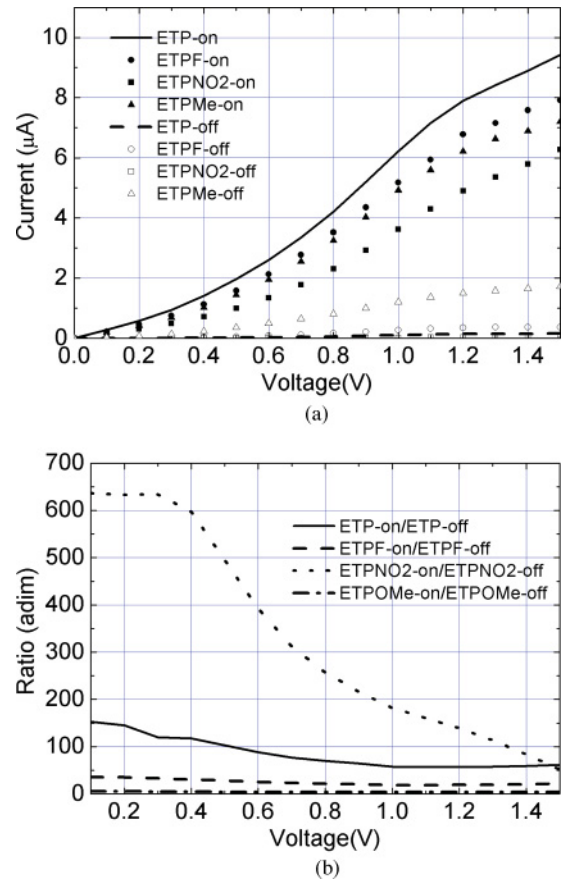 10
8
6
4
2
0
Current (μA)
ETP-on
ETPF-on
ETPNO2-on
ETPMe-on
ETP-off
ETPF-off
ETPNO2-off
ETPMe-off
0.0 0.2 0.4 0.6 0.8 1.0 1.2 1.4
Voltage(V)
(a)
700
600
500
400
300
200
100
0
Ratio (adim)
ETP-on/ETP-off
ETPF-on/ETPF-off
ETPNO2-on/ETPNO2-off
ETPOMe-on/ETPOMe-off
0.2 0.4 0.6 0.8 1.0 1.2 1.4
Voltage(V)
(b)